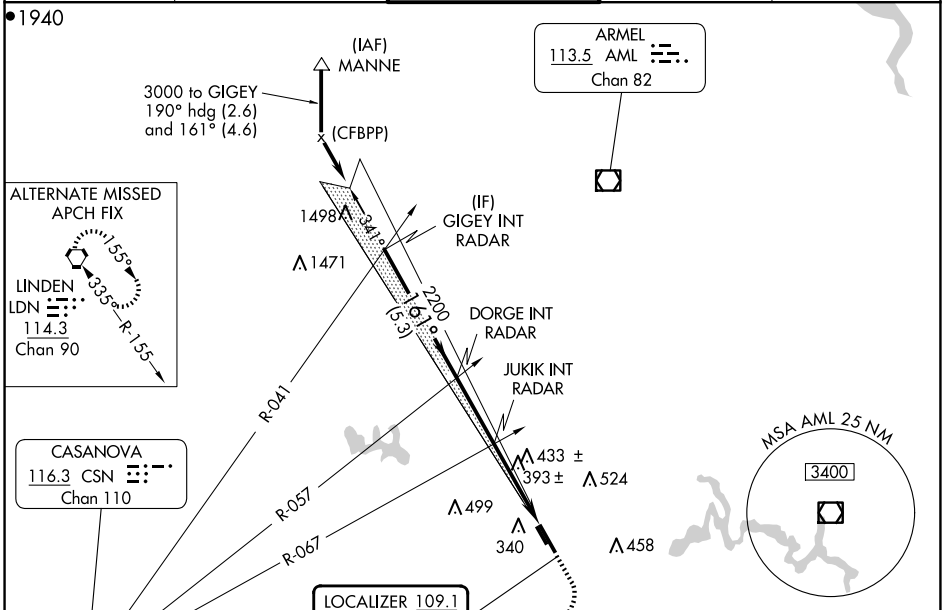 1940
(IAF)
MANNE
3000 to GIGEY
190° hdg (2.6)
and 161° (4.6)
(CFBPP)
ARMEL
113.5 AML
Chan 82
ALTERNATE MISSED
APCH FIX
155°
LINDEN
LDN
114.3
Chan 90
335°
R-155
1498
341°
1471
(IF)
GIGEY INT
RADAR
2200
161°
(5.3)
DORGE INT
RADAR
JUKIK INT
RADAR
R-041
R-057
R-067
CASANOVA
116.3 CSN
Chan 110
433 ±
393 ±
524
499
340
458
MSA AML 25 NM
3400
LOCALIZER 109.1